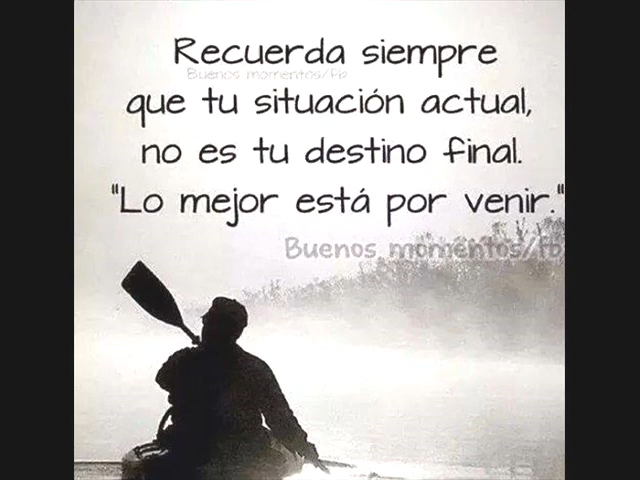 Recuerda siempre
Buenos momentos/fb
que tu situación actual,
no es tu destino final.
"Lo mejor está por venir."
Buenos momentos/fb